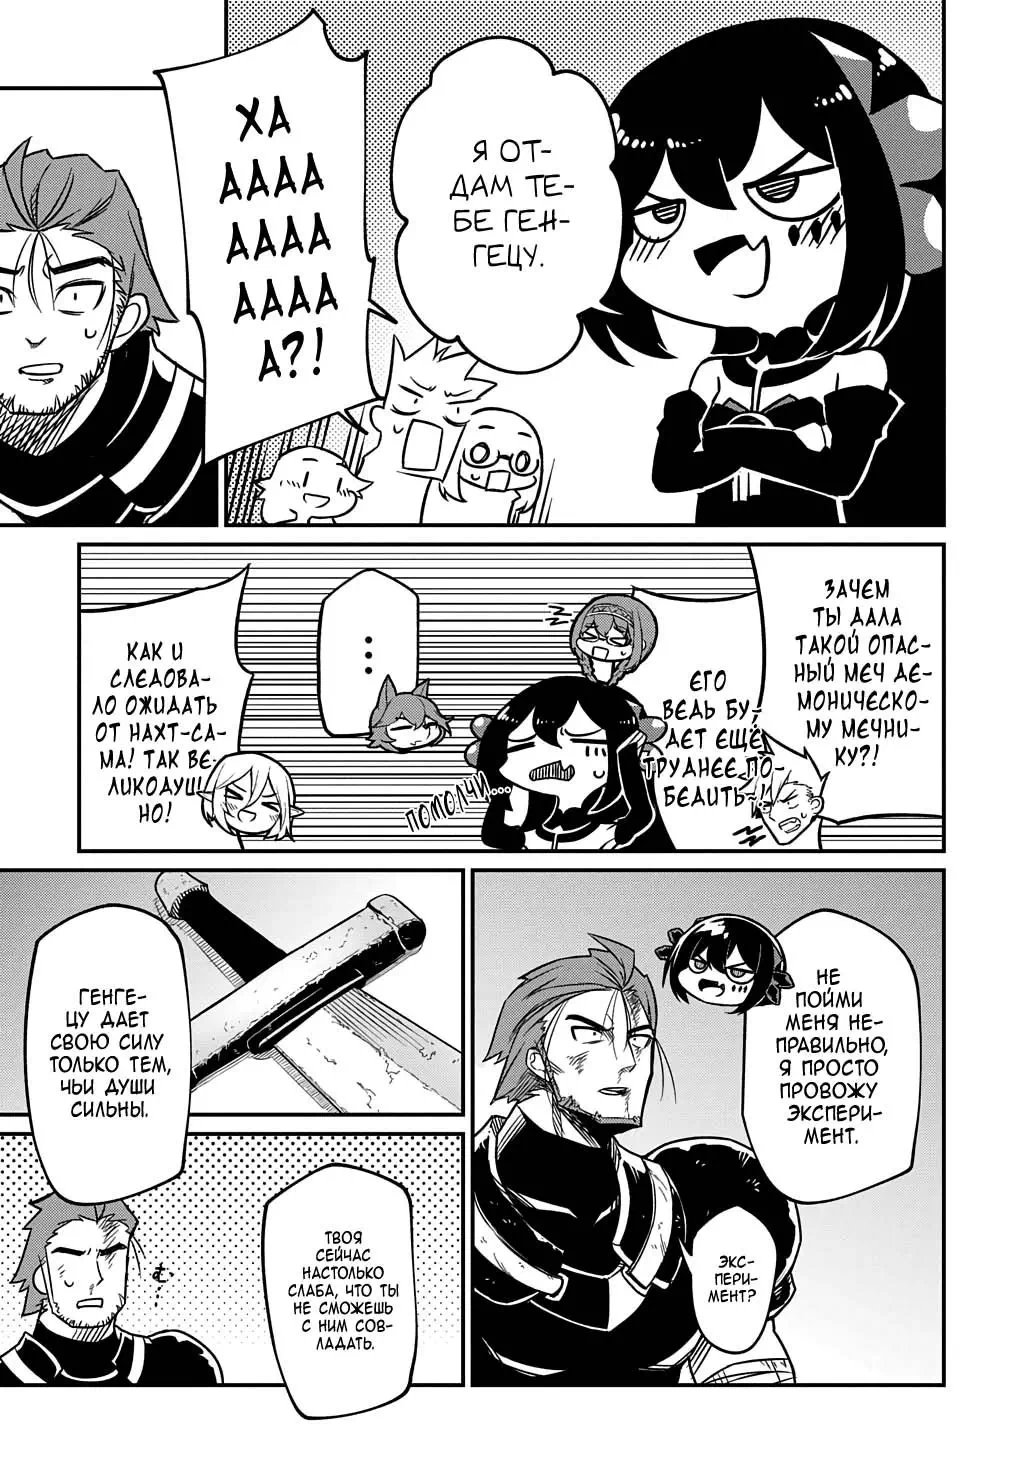 Я ОТ-
ДАМ ТЕ-
БЕ ГЕН-
ГЕЦУ.
ХА
АААА
АААА
АААА
А?!
ЗАЧЕМ
ТЫ ДАЛА
ТАКОЙ ОПАС-
НЫЙ МЕЧ ДЕ-
МОНИЧЕСКО-
МУ МЕЧНИ-
КУ?!
ЕГО
ВЕДЬ БУ-
ДЕТ ЕЩЁ
ТРУДНЕЕ ПО-
БЕДИТЬ!
ПОМОЛЧИ...
...
КАК И
СЛЕДОВА-
ЛО ОЖИДАТЬ
ОТ НАХТ-СА-
МА! ТАК ВЕ-
ЛИКОДУШ-
НО!
НЕ
ПОЙМИ
МЕНЯ НЕ-
ПРАВИЛЬНО,
Я ПРОСТО
ПРОВОЖУ
ЭКСПЕРИ-
МЕНТ.
ЭКС-
ПЕРИ-
МЕНТ?
ГЕНГЕ-
ЦУ ДАЕТ
СВОЮ СИЛУ
ТОЛЬКО ТЕМ,
ЧЬИ ДУШИ
СИЛЬНЫ.
ТВОЯ
СЕЙЧАС
НАСТОЛЬКО
СЛАБА, ЧТО ТЫ
НЕ СМОЖЕШЬ
С НИМ СОВ-
ЛАДАТЬ.
む…